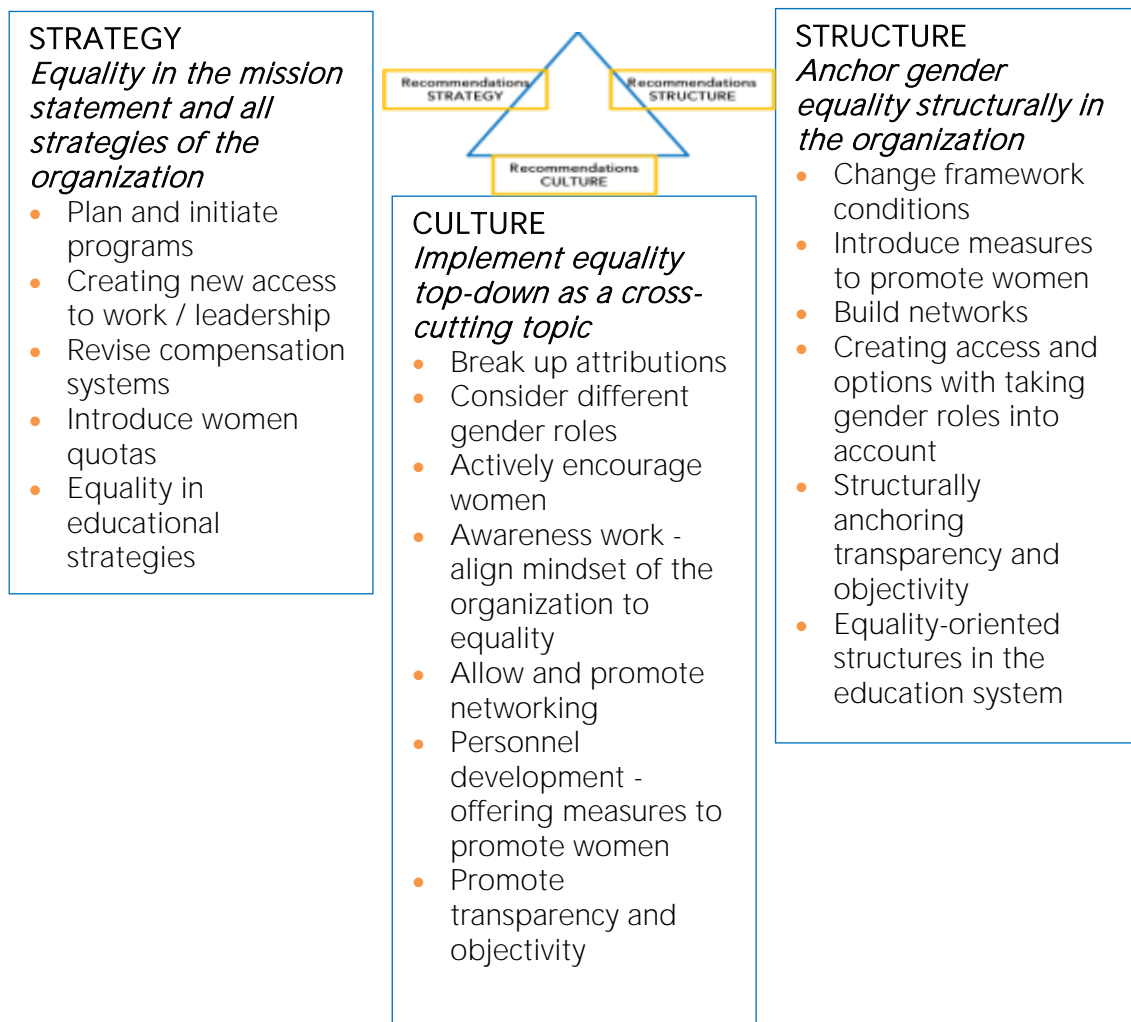 STRATEGY
Equality in the mission
statement and all
strategies of the
organization
• Plan and initiate
programs
• Creating new access
to work / leadership
• Revise compensation
systems
• Introduce women
quotas
• Equality in
educational
strategies
Recommendations
STRATEGY
Recommendations
STRUCTURE
Recommendations
CULTURE
CULTURE
Implement equality
top-down as a cross-
cutting topic
• Break up attributions
• Consider different
gender roles
• Actively encourage
women
• Awareness work -
align mindset of the
organization to
equality
• Allow and promote
networking
• Personnel
development -
offering measures to
promote women
• Promote
transparency and
objectivity
STRUCTURE
Anchor gender
equality structurally in
the organization
• Change framework
conditions
• Introduce measures
to promote women
• Build networks
• Creating access and
options with taking
gender roles into
account
• Structurally
anchoring
transparency and
objectivity
• Equality-oriented
structures in the
education system